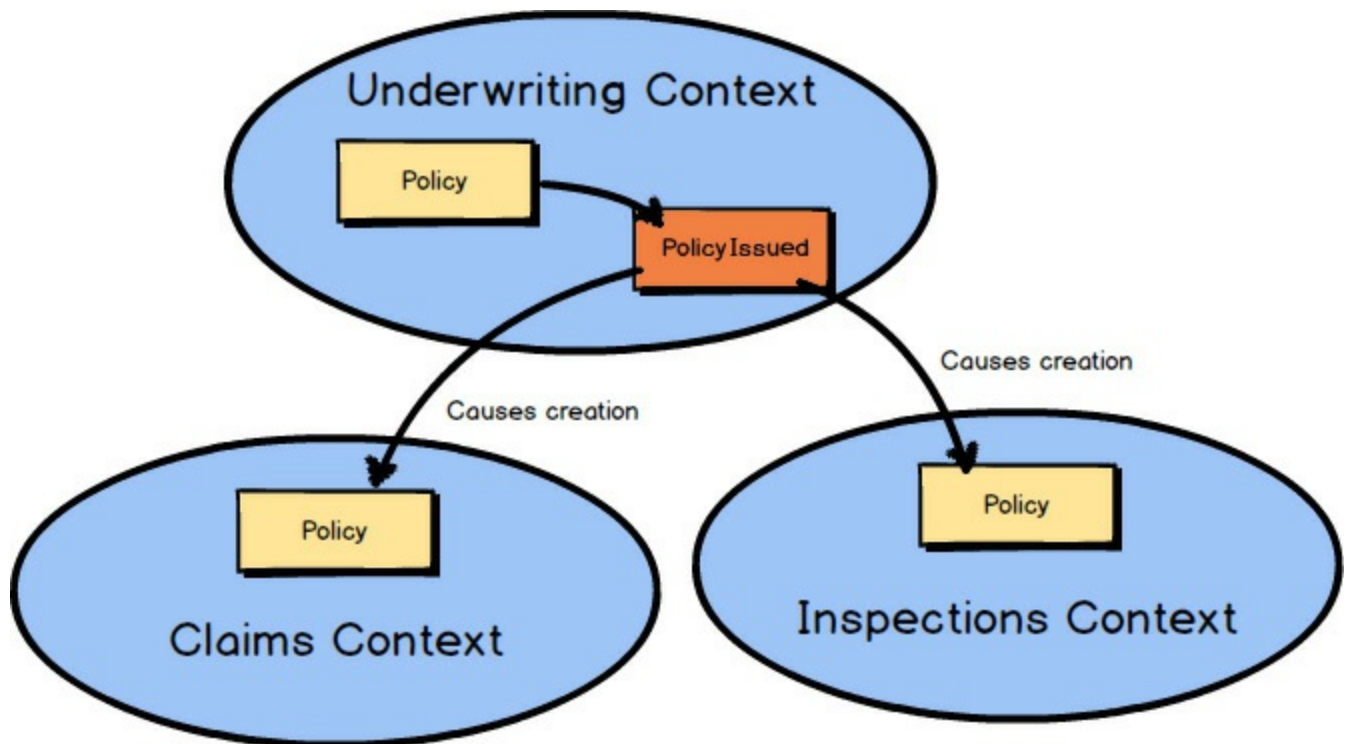 Underwriting Context
Policy
PolicyIssued
Causes creation
Causes creation
Policy
Claims Context
Policy
Inspections Context